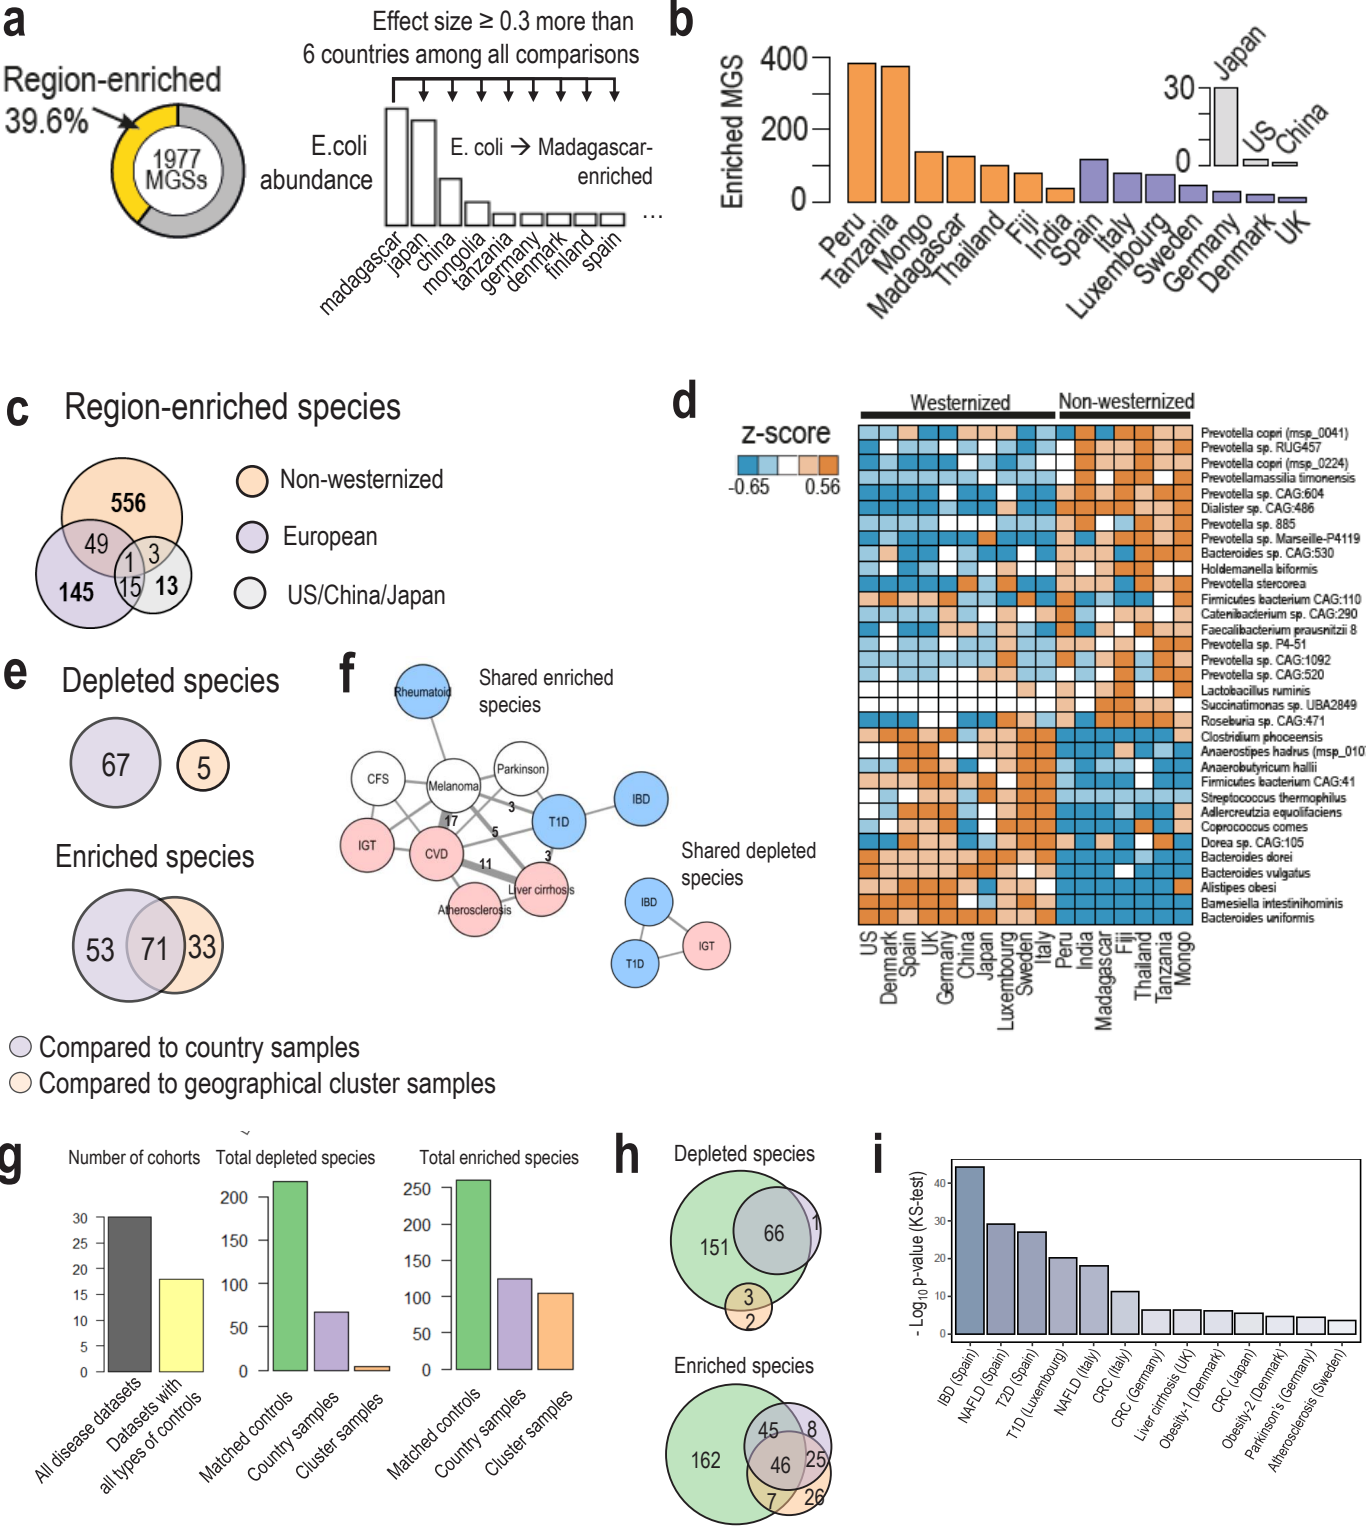 a
Effect size ≥ 0.3 more than
6 countries among all comparisons
Region-enriched
39.6%
1977
MGSs
E.coli
abundance
E. coli → Madagascar-
enriched
...
madagascar
japan
china
mongolia
tanzania
germany
denmark
finland
spain
b
Enriched MGS
400
200
0
Peru
Tanzania
Mongo
Madagascar
Thailand
Fiji
India
Spain
Italy
Luxembourg
Sweden
Germany
Denmark
UK
30
0
Japan
US
China
c
Region-enriched species
556
49
1
3
145
15
13
Non-westernized
European
US/China/Japan
d
z-score
-0.65
0.56
Westernized
Non-westernized
Prevotella copri (msp_0041)
Prevotella sp. RUG457
Prevotella copri (msp_0224)
Prevotellamassilia timonensis
Prevotella sp. CAG:604
Dialister sp. CAG:486
Prevotella sp. 885
Prevotella sp. Marseille-P4119
Bacteroides sp. CAG:530
Holdemanella biformis
Prevotella stercorea
Firmicutes bacterium CAG:110
Catenibacterium sp. CAG:290
Faecalibacterium prausnitzii 8
Prevotella sp. P4-51
Prevotella sp. CAG:1092
Prevotella sp. CAG:520
Lactobacillus ruminis
Succinatimonas sp. UBA2849
Roseburia sp. CAG:471
Clostridium phoceensis
Anaerostipes hadrus (msp_010
Anaerobutyricum hallii
Firmicutes bacterium CAG:41
Streptococcus thermophilus
Adlercreutzia equolifaciens
Coprococcus comes
Dorea sp. CAG:105
Bacteroides dorei
Bacteroides vulgatus
Alistipes obesi
Barnesiella intestinihominis
Bacteroides uniformis
US
Denmark
Spain
UK
Germany
China
Japan
Luxembourg
Sweden
Italy
Peru
India
Madagascar
Fiji
Thailand
Tanzania
Mongo
e
Depleted species
67
5
Enriched species
53
71
33
Compared to country samples
Compared to geographical cluster samples
f
Shared enriched
species
Rheumatoid
CFS
Melanoma
Parkinson
IBD
T1D
IGT
CVD
Liver cirrhosis
Atherosclerosis
3
17
5
11
3
Shared depleted
species
IBD
T1D
IGT
g
Number of cohorts
30
25
20
15
10
5
0
All disease datasets
Datasets with
all types of controls
Total depleted species
200
150
100
50
0
Matched controls
Country samples
Cluster samples
Total enriched species
250
200
150
100
50
0
Matched controls
Country samples
Cluster samples
h
Depleted species
151
66
1
3
2
Enriched species
162
45
8
46
25
7
26
i
- Log10 p-value (KS-test)
40
30
20
10
0
IBD (Spain)
NAFLD (Spain)
T2D (Spain)
T1D (Luxembourg)
NAFLD (Italy)
CRC (Italy)
CRC (Germany)
Liver cirrhosis (UK)
Obesity-1 (Denmark)
CRC (Japan)
Obesity-2 (Denmark)
Parkinson's (Germany)
Atherosclerosis (Sweden)